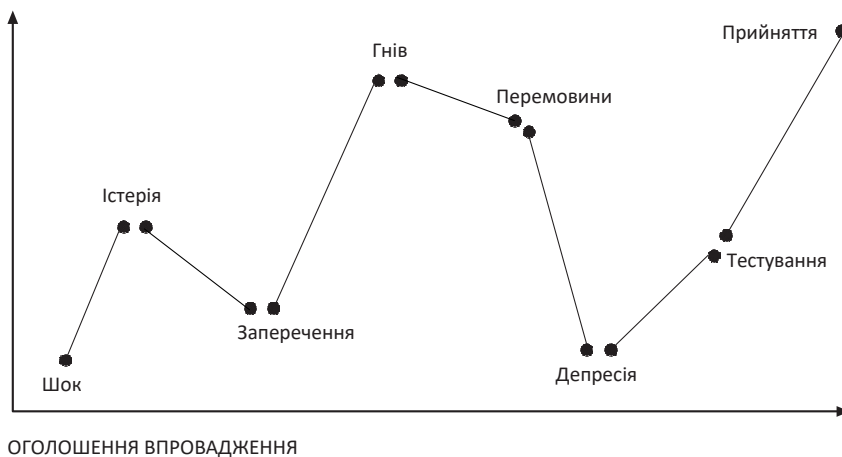 Гнів
Прийняття
Перемовини
Істерія
Тестування
Заперечення
Депресія
Шок
ОГОЛОШЕННЯ ВПРОВАДЖЕННЯ